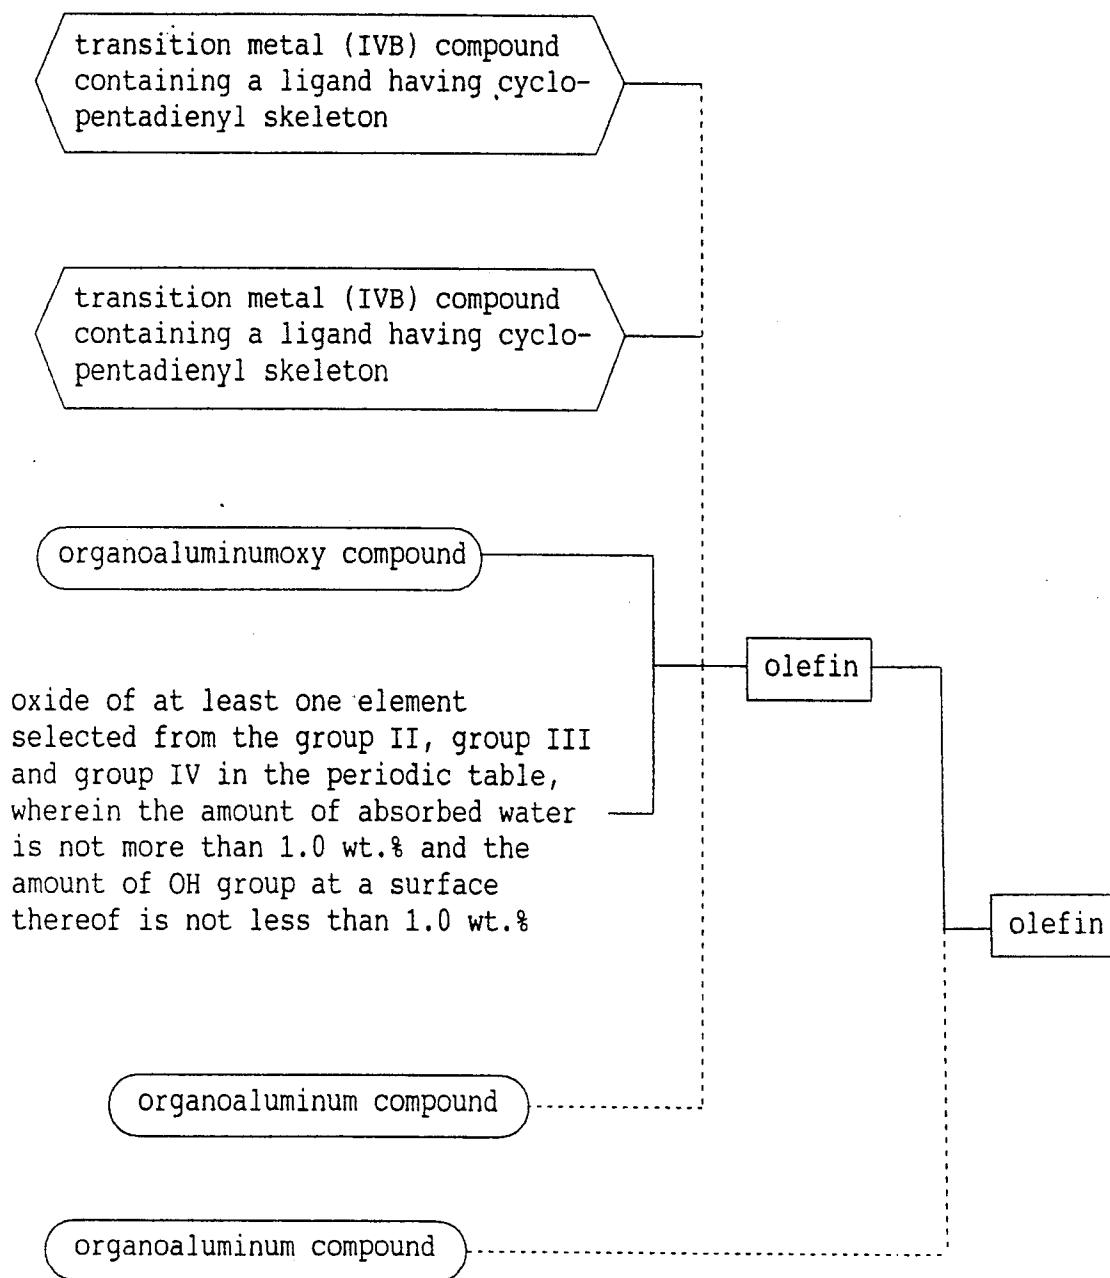 transition metal (IVB) compound
containing a ligand having cyclo-
pentadienyl skeleton
transition metal (IVB) compound
containing a ligand having cyclo-
pentadienyl skeleton
organoaluminumoxy compound
olefin
oxide of at least one element
selected from the group II, group III
and group IV in the periodic table,
wherein the amount of absorbed water
is not more than 1.0 wt.% and the
amount of OH group at a surface
thereof is not less than 1.0 wt.%
olefin
organoaluminum compound
organoaluminum compound